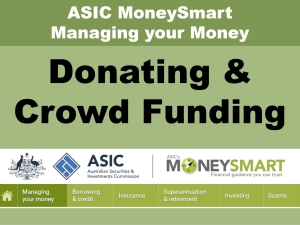 ASIC MoneySmart
Managing your Money
Donating &
Crowd Funding
ASIC
Australian Securities &
Investments Commission
ASIC's
MONEYSMART
Financial guidance you can trust
Managing
your money
Borrowing
& credit
Insurance
Superannuation
& retirement
Investing
Scams